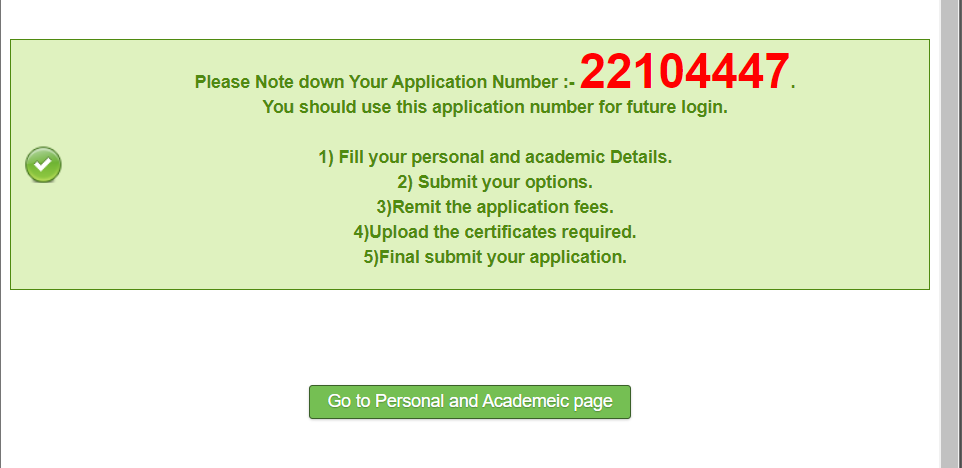 Please Note down Your Application Number :- 22104447.
You should use this application number for future login.
1) Fill your personal and academic Details.
2) Submit your options.
3)Remit the application fees.
4)Upload the certificates required.
5)Final submit your application.
Go to Personal and Academeic page